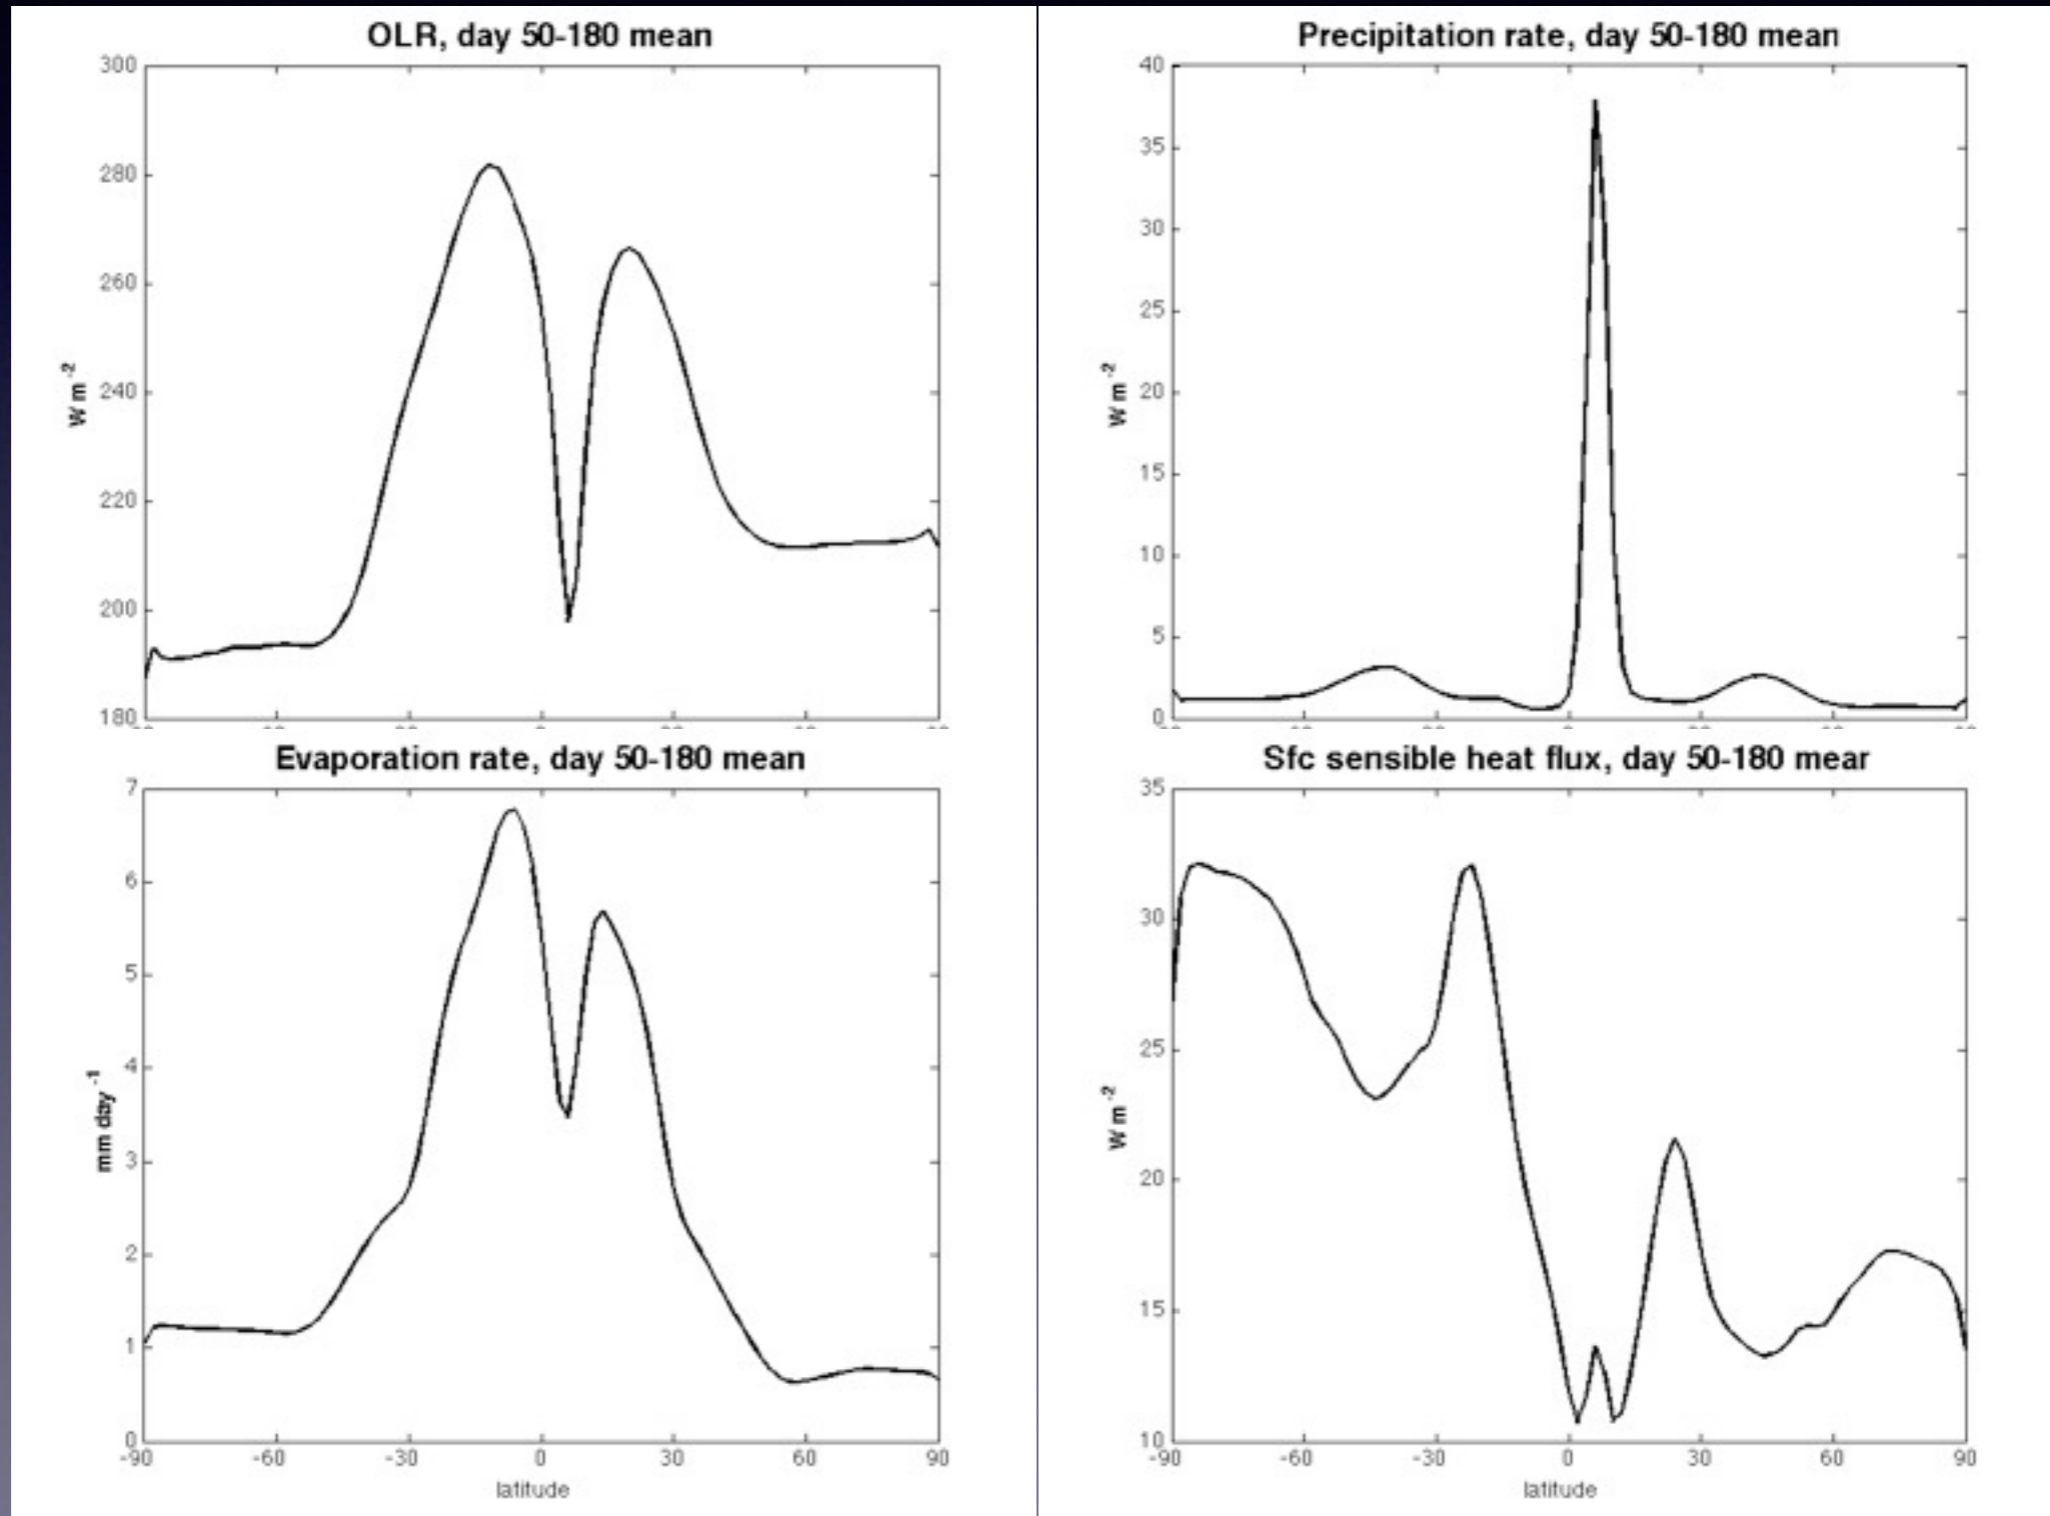 OLR, day 50-180 mean
300
280
260
240
220
200
180
W m-2
Precipitation rate, day 50-180 mean
40
35
30
25
20
15
10
5
0
W m-2
Evaporation rate, day 50-180 mean
7
6
5
4
3
2
1
0
mm day-1
-90 -60 -30 0 30 60 90
latitude
Sfc sensible heat flux, day 50-180 mear
35
30
25
20
15
10
W m-2
-90 -60 -30 0 30 60 90
latitude